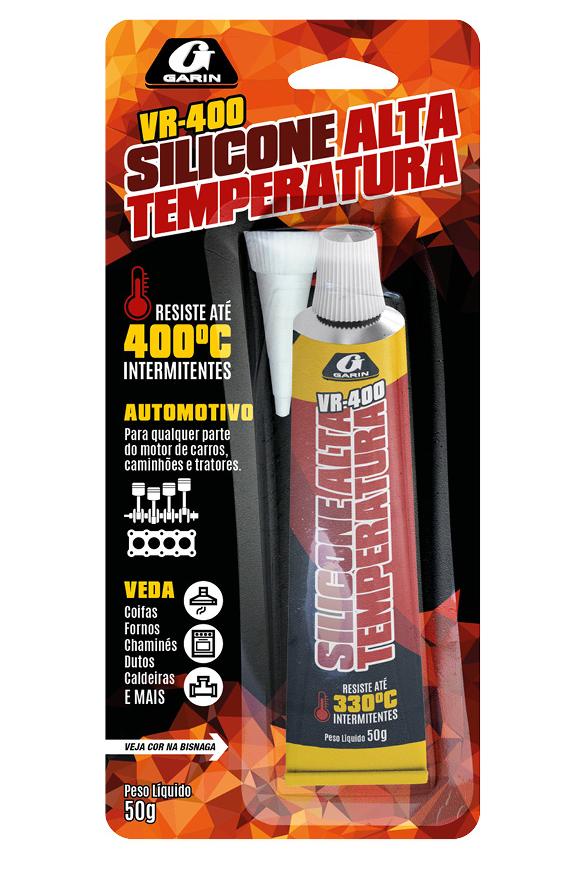 GARIN
VR-400
SILICONE ALTA
TEMPERATURA
RESISTE ATÉ
400ºC
INTERMITENTES
AUTOMOTIVO
Para qualquer parte
do motor de carros,
caminhões e tratores.
VEDA
Coifas
Fornos
Chaminés
Dutos
Caldeiras
E MAIS
VEJA COR NA BISNAGA
Peso Líquido
50g
GARIN
VR-400
SILICONE ALTA
TEMPERATURA
RESISTE ATÉ
330ºC
INTERMITENTES
Peso Líquido 50g